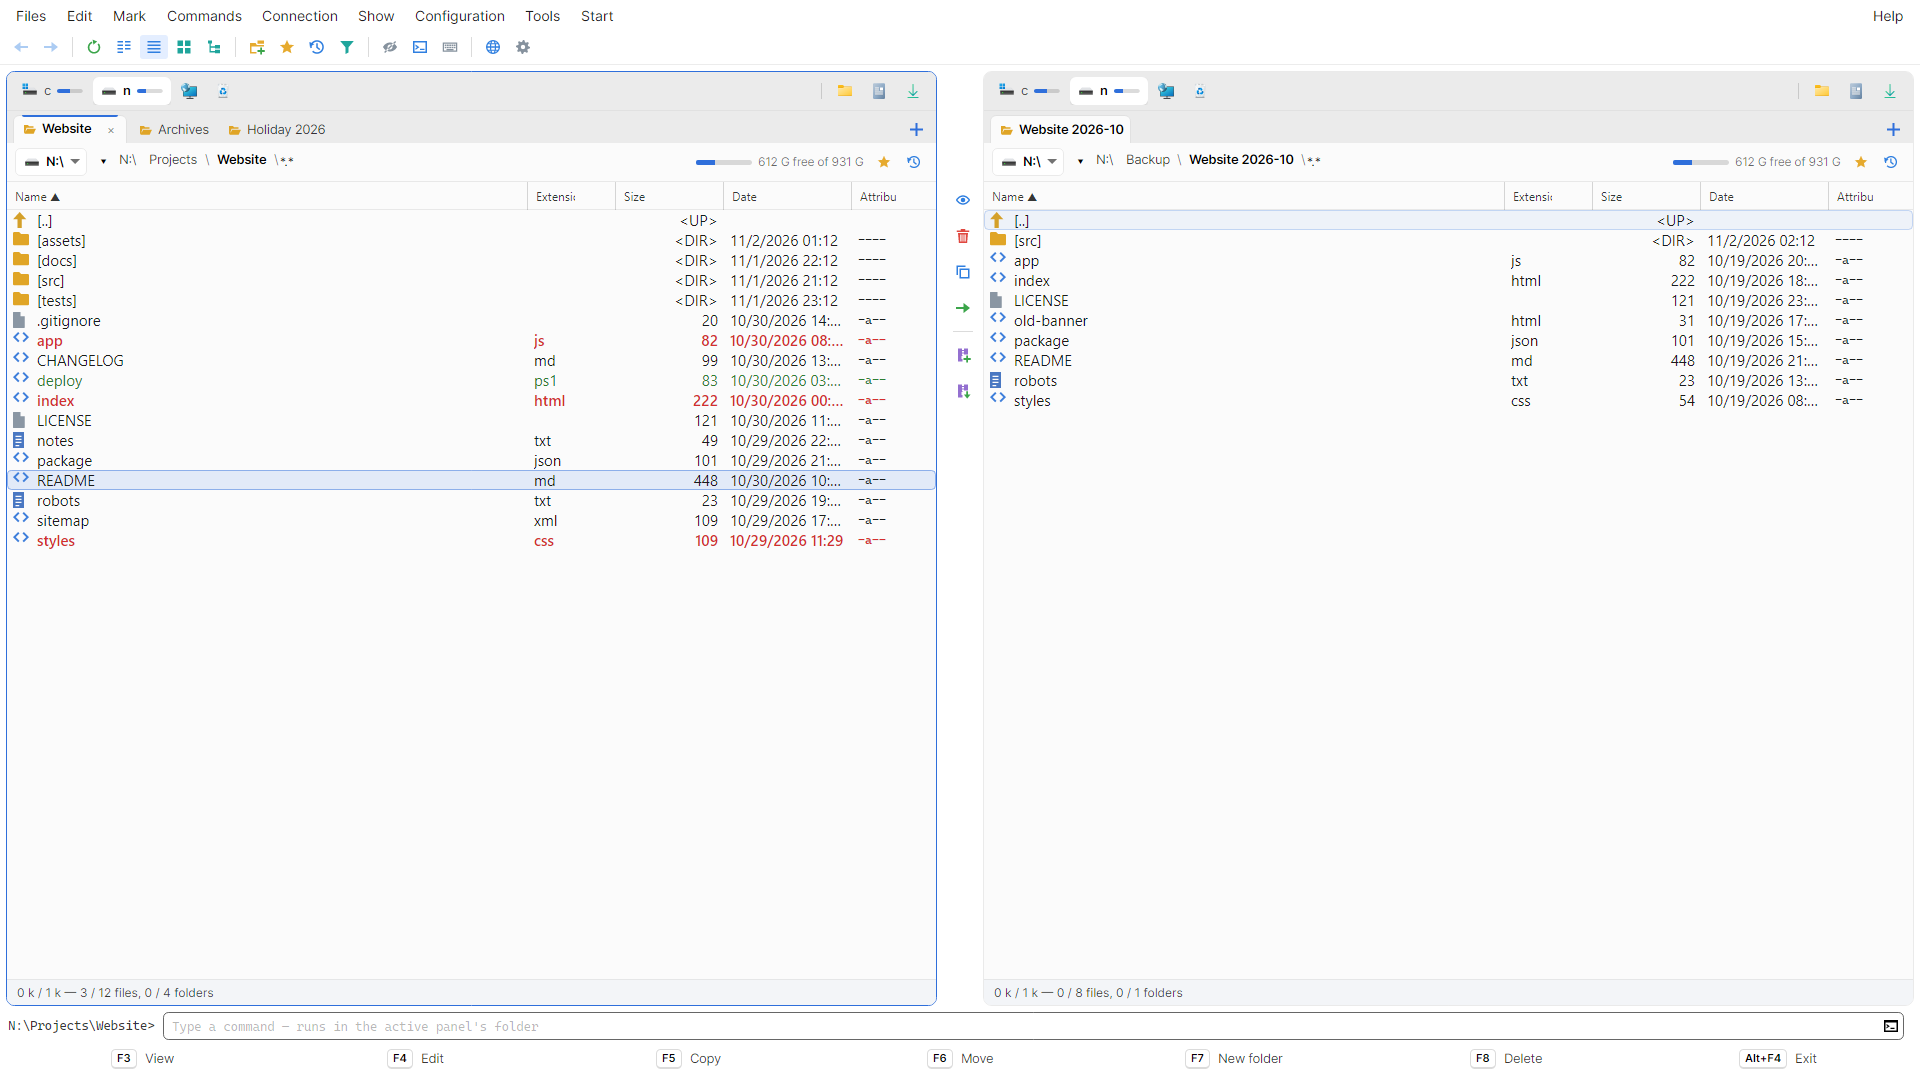 Files Edit Mark Commands Connection Show Configuration Tools Start Help
c n
Website × Archives Holiday 2026
N:\ N:\ Projects \ Website \*.* 612 G free of 931 G
Name Extensi Size Date Attribu
[..] <UP>
[assets] <DIR> 11/2/2026 01:12 ----
[docs] <DIR> 11/1/2026 22:12 ----
[src] <DIR> 11/1/2026 21:12 ----
[tests] <DIR> 11/1/2026 23:12 ----
.gitignore 20 10/30/2026 14:... -a--
app js 82 10/30/2026 08:... -a--
CHANGELOG md 99 10/30/2026 13:... -a--
deploy ps1 83 10/30/2026 03:... -a--
index html 222 10/30/2026 00:... -a--
LICENSE 121 10/30/2026 11:... -a--
notes txt 49 10/29/2026 22:... -a--
package json 101 10/29/2026 21:... -a--
README md 448 10/30/2026 10:... -a--
robots txt 23 10/29/2026 19:... -a--
sitemap xml 109 10/29/2026 17:... -a--
styles css 109 10/29/2026 11:29 -a--
0 k / 1 k — 3 / 12 files, 0 / 4 folders
c n
Website 2026-10
N:\ N:\ Backup \ Website 2026-10 \*.* 612 G free of 931 G
Name Extensi Size Date Attribu
[..] <UP>
[src] <DIR> 11/2/2026 02:12 ----
app js 82 10/19/2026 20:... -a--
index html 222 10/19/2026 18:... -a--
LICENSE 121 10/19/2026 23:... -a--
old-banner html 31 10/19/2026 17:... -a--
package json 101 10/19/2026 15:... -a--
README md 448 10/19/2026 21:... -a--
robots txt 23 10/19/2026 13:... -a--
styles css 54 10/19/2026 08:... -a--
0 k / 1 k — 0 / 8 files, 0 / 1 folders
N:\Projects\Website> Type a command – runs in the active panel's folder
F3 View F4 Edit F5 Copy F6 Move F7 New folder F8 Delete Alt+F4 Exit